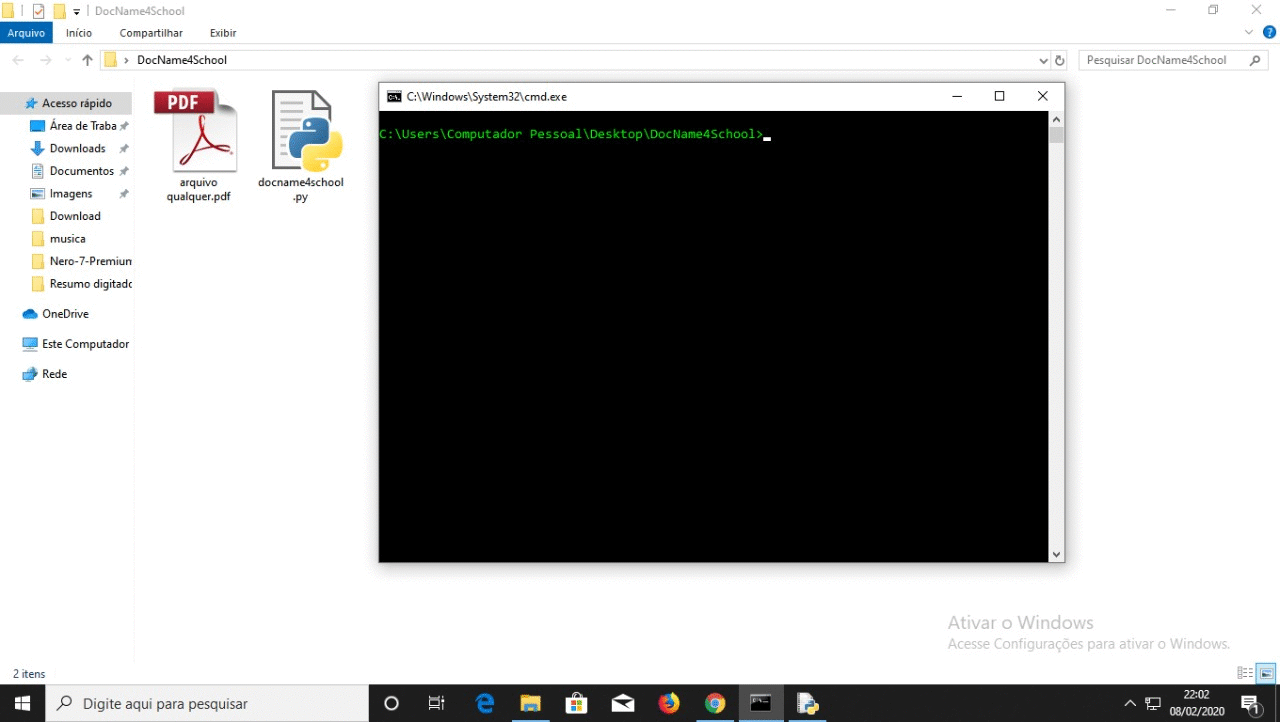 DocName4School
Arquivo Início Compartilhar Exibir
DocName4School
Pesquisar DocName4School
Acesso rápido
Área de Traba
Downloads
Documentos
Imagens
Download
musica
Nero-7-Premium
Resumo digitado
OneDrive
Este Computador
Rede
PDF
arquivo
qualquer.pdf
docname4school
.py
C:\Windows\System32\cmd.exe
C:\Users\Computador Pessoal\Desktop\DocName4School>
Ativar o Windows
Acesse Configurações para ativar o Windows.
2 itens
Digite aqui para pesquisar
22:02
08/02/2020
1